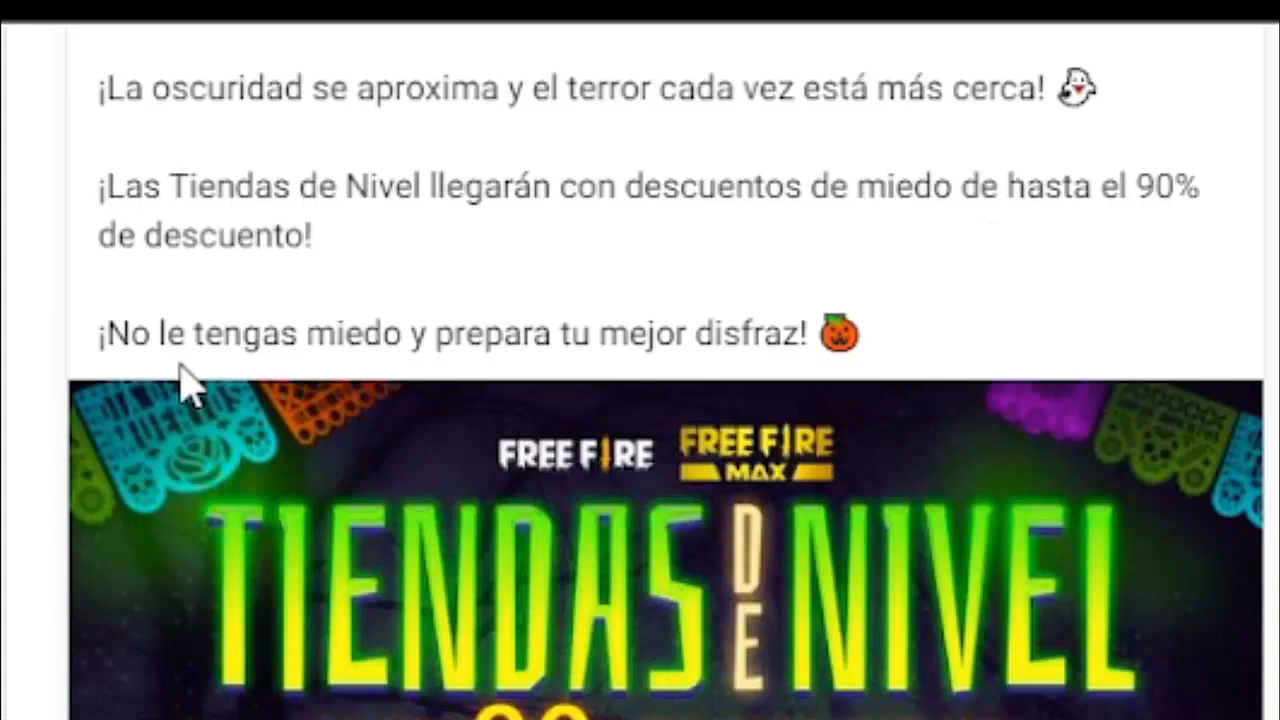 ¡La oscuridad se aproxima y el terror cada vez está más cerca! 👻
¡Las Tiendas de Nivel llegarán con descuentos de miedo de hasta el 90%
de descuento!
¡No le tengas miedo y prepara tu mejor disfraz! 🎃
FREE FIRE FREE FIRE
MAX
TIENDAS DE NIVEL